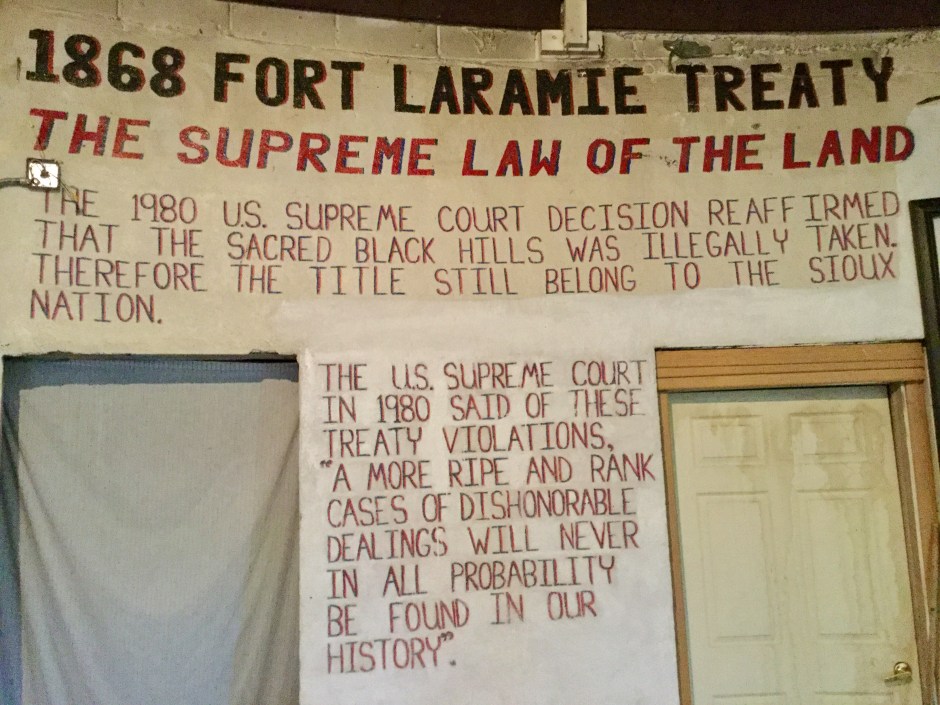 1868 FORT LARAMIE TREATY
THE SUPREME LAW OF THE LAND
THE 1980 U.S. SUPREME COURT DECISION REAFFIRMED
THAT THE SACRED BLACK HILLS WAS ILLEGALLY TAKEN.
THEREFORE THE TITLE STILL BELONG TO THE SIOUX
NATION.
THE U.S. SUPREME COURT
IN 1980 SAID OF THESE
TREATY VIOLATIONS,
"A MORE RIPE AND RANK
CASES OF DISHONORABLE
DEALINGS WILL NEVER
IN ALL PROBABILITY
BE FOUND IN OUR
HISTORY".